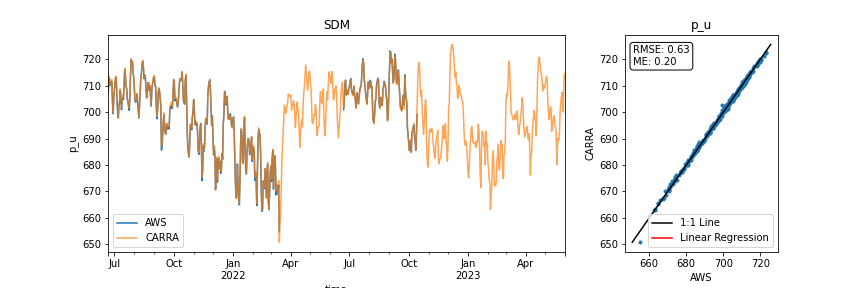 SDM
p_u
720
710
700
690
680
670
660
650
AWS
CARRA
Jul
Oct
Jan
2022
Apr
Jul
Oct
Jan
2023
Apr
time
p_u
CARRA
720
710
700
690
680
670
660
650
RMSE: 0.63
ME: 0.20
1:1 Line
Linear Regression
660
680
700
720
AWS